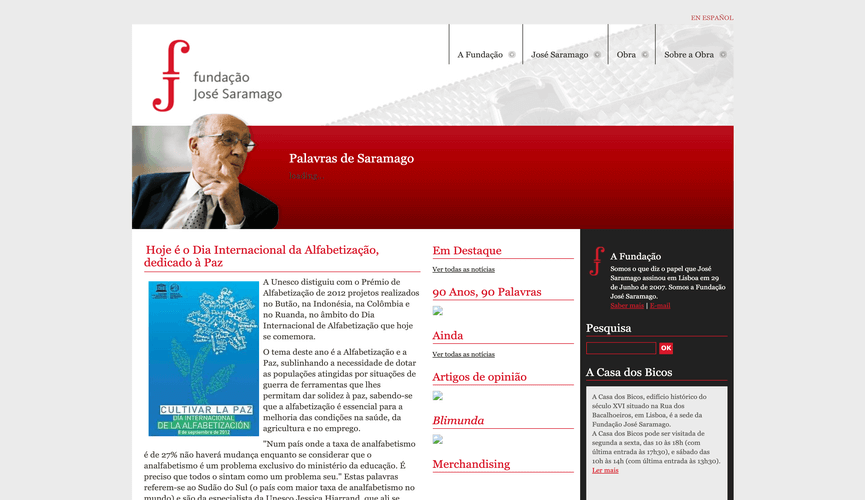 EN ESPAÑOL
fundação
José Saramago
A Fundação
José Saramago
Obra
Sobre a Obra
Palavras de Saramago
Hoje é o Dia Internacional da Alfabetização,
dedicado à Paz
CULTIVAR LA PAZ
DÍA INTERNACIONAL
DE LA ALFABETIZACIÓN
8 de septiembre de 2012
A Unesco distiguiu com o Prémio de
Alfabetização de 2012 projetos realizados
no Butão, na Indonésia, na Colômbia e
no Ruanda, no âmbito do Dia
Internacional de Alfabetização que hoje
se comemora.
O tema deste ano é a Alfabetização e a
Paz, sublinhando a necessidade de dotar
as populações atingidas por situações de
guerra de ferramentas que lhes
permitam dar solidez à paz, sabendo-se
que a alfabetização é essencial para a
melhoria das condições na saúde, da
agricultura e no emprego.
"Num país onde a taxa de analfabetismo
é de 27% não haverá mudança enquanto se considerar que o
analfabetismo é um problema exclusivo do ministério da educação. É
preciso que todos o sintam como um problema seu." Estas palavras
referem-se ao Sudão do Sul (o país com maior taxa de analfabetismo no
mundo) e são da especialista da Unesco Jessica Hjarrand, que ali se
Em Destaque
Ver todas as notícias
90 Anos, 90 Palavras
Ainda
Ver todas as notícias
Artigos de opinião
Blimunda
Merchandising
A Fundação
Somos o que diz o papel que José
Saramago assinou em Lisboa em 29
de Junho de 2007. Somos a Fundação
José Saramago.
Saber mais | E-mail
Pesquisa
OK
A Casa dos Bicos
A Casa dos Bicos, edifício histórico do
século XVI situado na Rua dos
Bacalhoeiros, em Lisboa, é a sede da
Fundação José Saramago.
A Casa dos Bicos pode ser visitada de
segunda a sexta, das 10 às 18h (com
última entrada às 17h30), e sábado das
10h às 14h (com última entrada às 13h30).
Ler mais